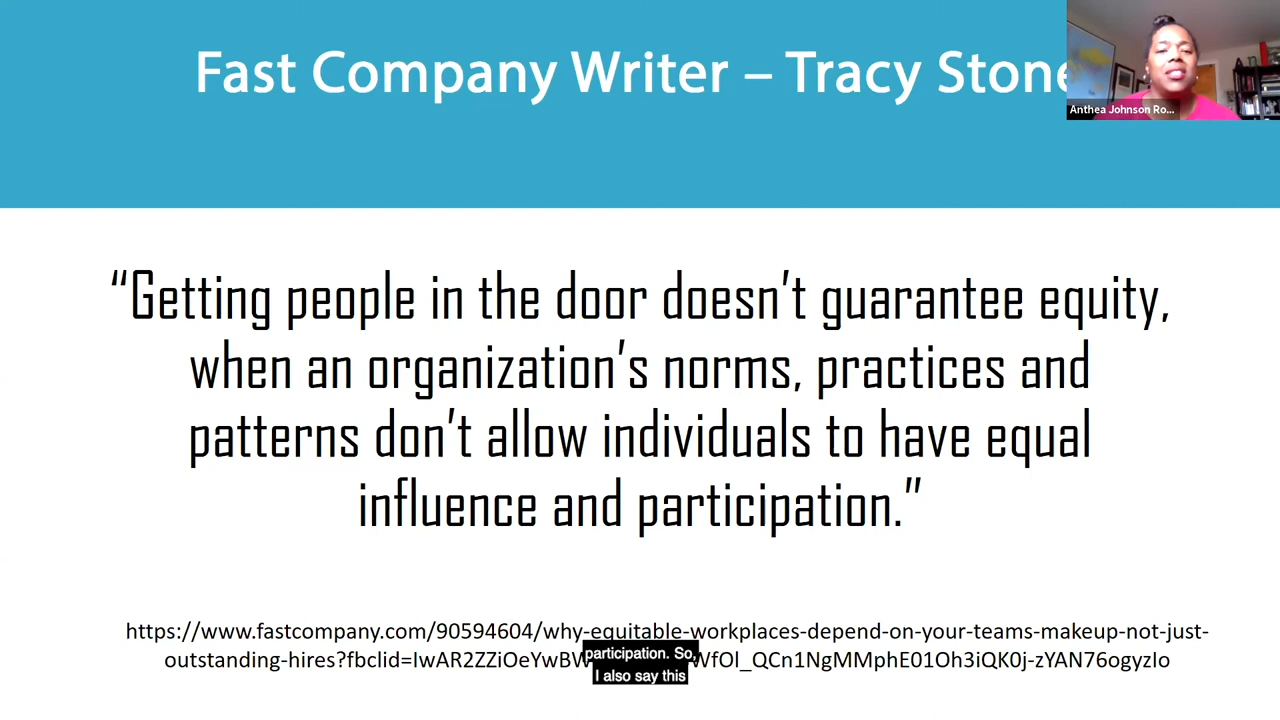 Fast Company Writer – Tracy Stone
Anthea Johnson Ro...
“Getting people in the door doesn’t guarantee equity,
when an organization’s norms, practices and
patterns don’t allow individuals to have equal
influence and participation.”
https://www.fastcompany.com/90594604/why-equitable-workplaces-depend-on-your-teams-makeup-not-just-
outstanding-hires?fbclid=IwAR2ZZiOeYwBW
WfOl_QCn1NgMMphE01Oh3iQK0j-zYAN76ogyzIo
participation. So,
I also say this